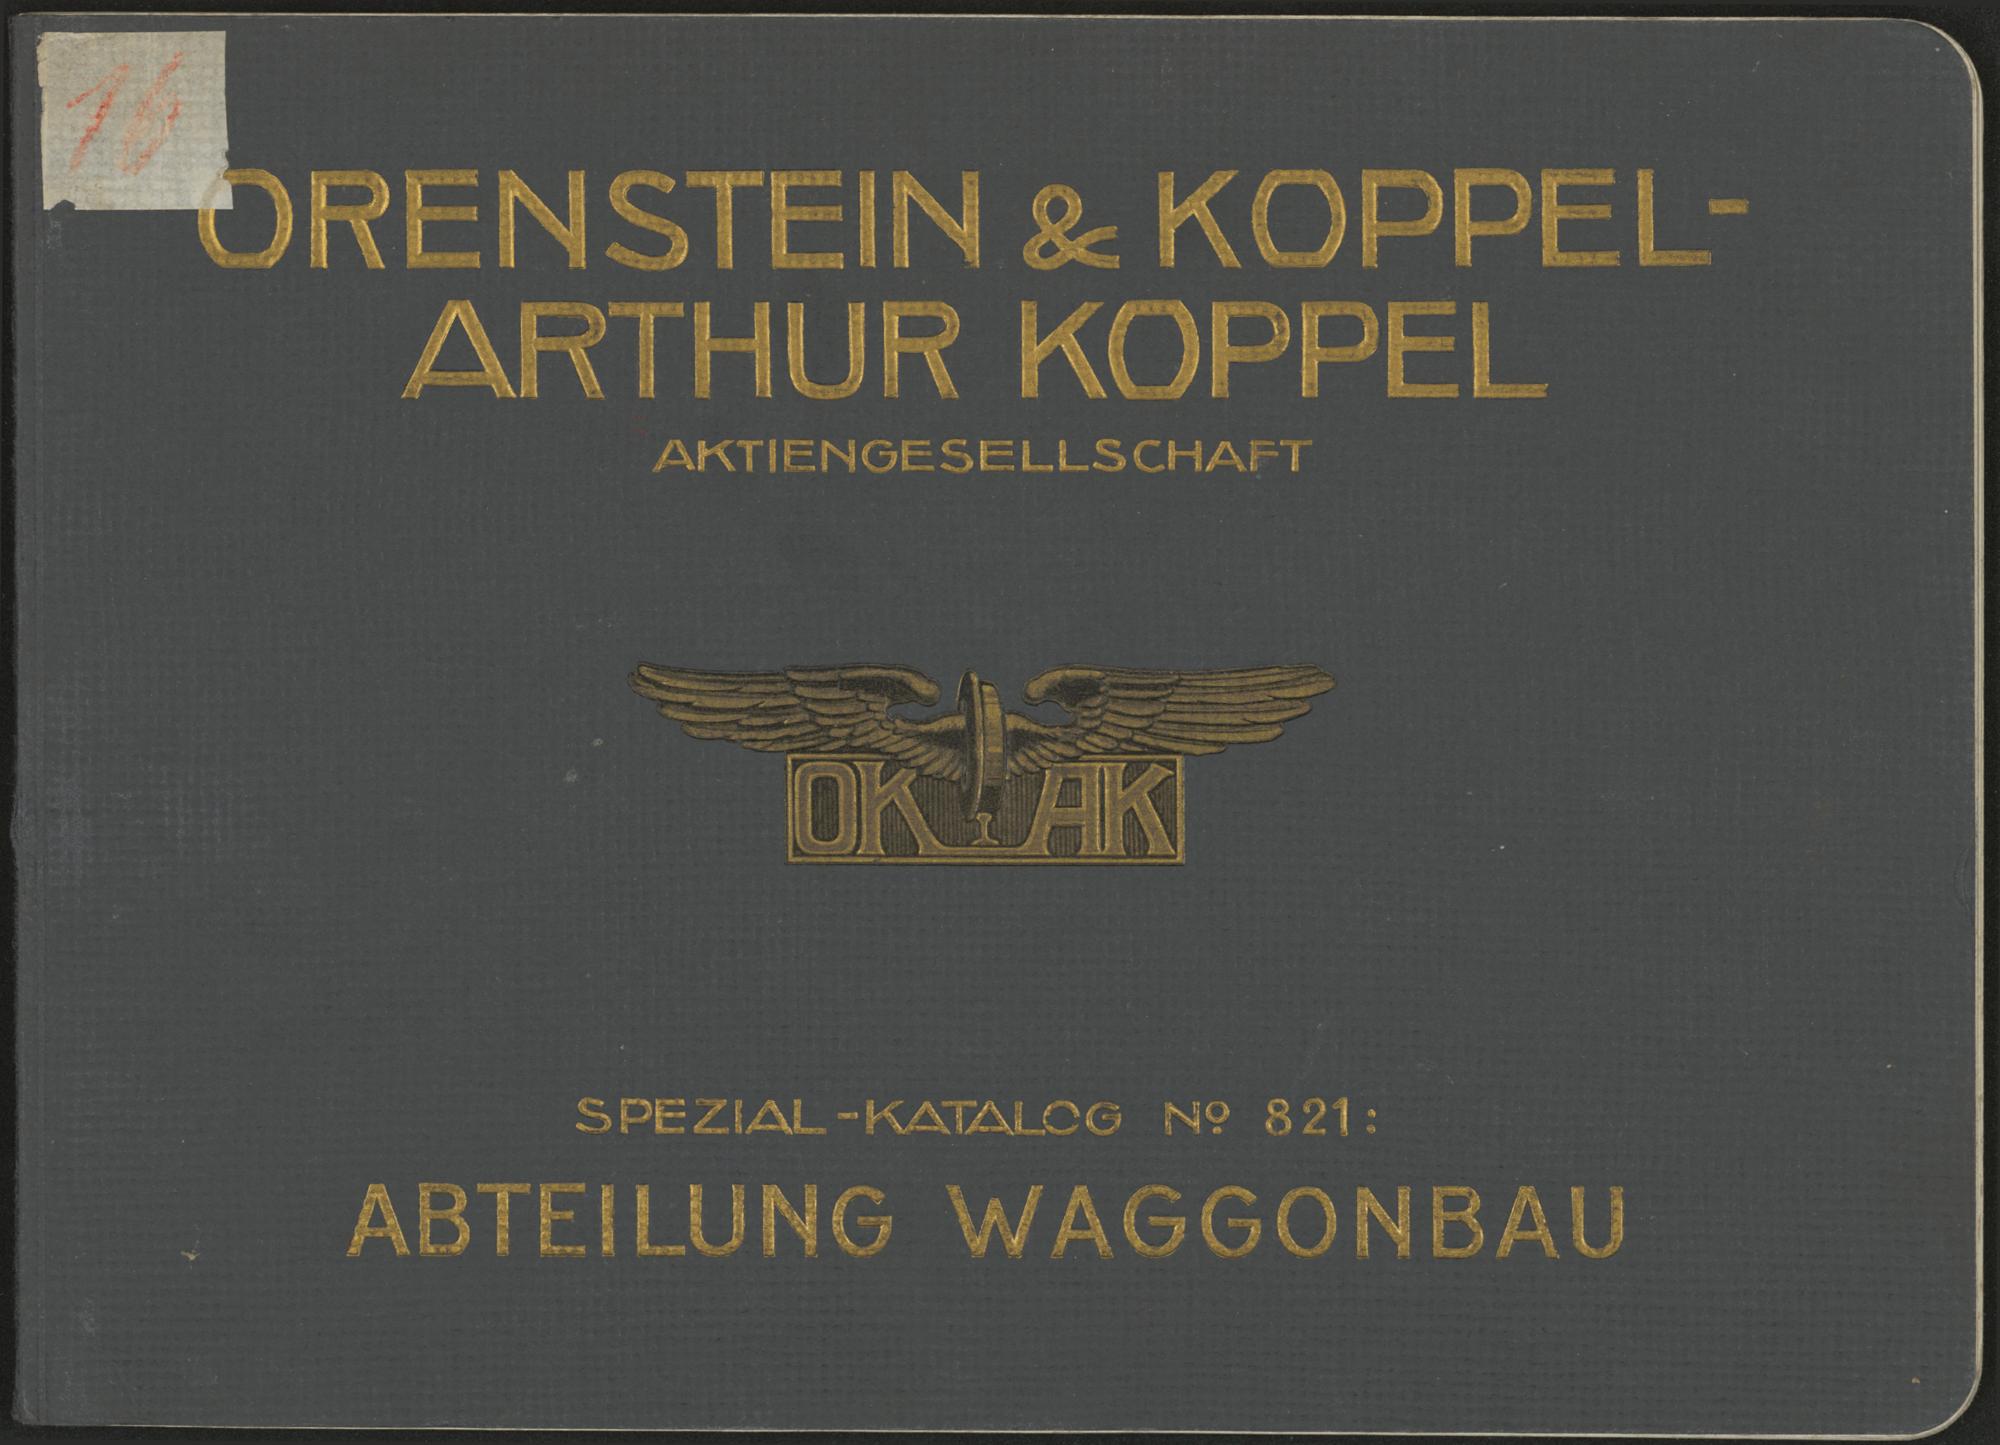 16
ORENSTEIN & KOPPEL-
ARTHUR KOPPEL
AKTIENGESELLSCHAFT
OK AK
SPEZIAL-KATALOG Nº 821:
ABTEILUNG WAGGONBAU